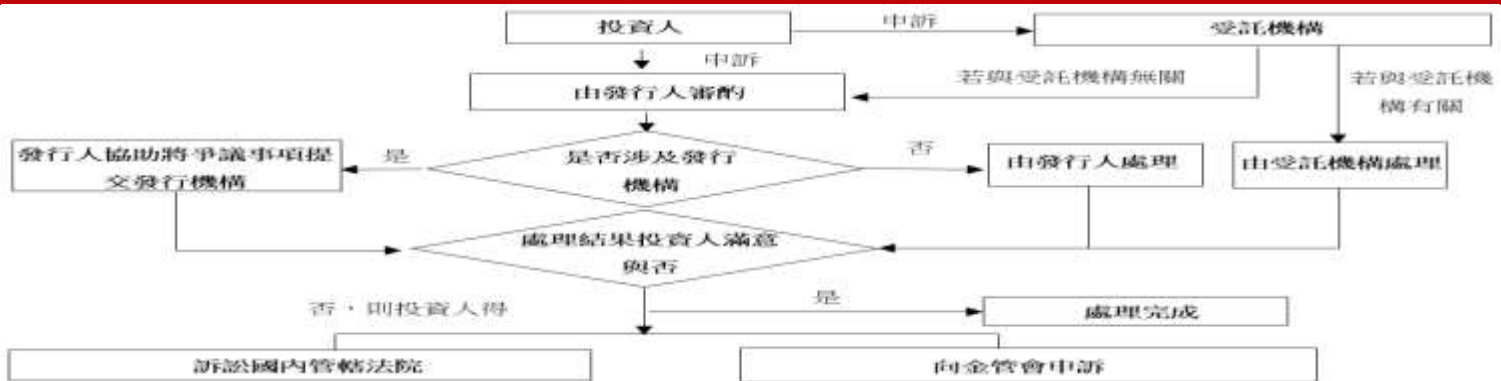 投資人
申訴
受託機構
申訴
由發行人審酌
若與受託機構無關
若與受託機
構有關
發行人協助將爭議事項提
交發行機構
是
是否涉及發行
機構
否
由發行人處理
由受託機構處理
處理結果投資人滿意
與否
否，則投資人得
是
處理完成
訴訟國內管轄法院
向金管會申訴